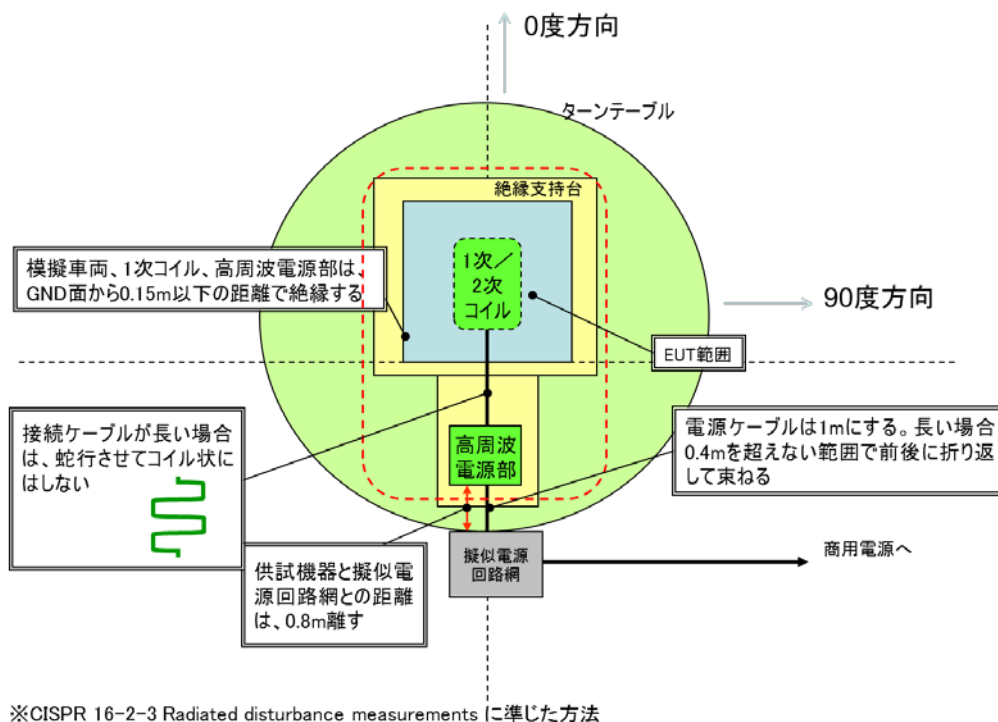 0度方向
ターンテーブル
絶縁支持台
模擬車両、1次コイル、高周波電源部は、
GND面から0.15m以下の距離で絶縁する
1次／
2次
コイル
90度方向
EUT範囲
接続ケーブルが長い場合
は、蛇行させてコイル状に
はしない
高周波
電源部
電源ケーブルは1mにする。長い場合
0.4mを超えない範囲で前後に折り返
して束ねる
供試機器と擬似電
源回路網との距離
は、0.8m離す
擬似電源
回路網
商用電源へ
※CISPR 16-2-3 Radiated disturbance measurements に準じた方法